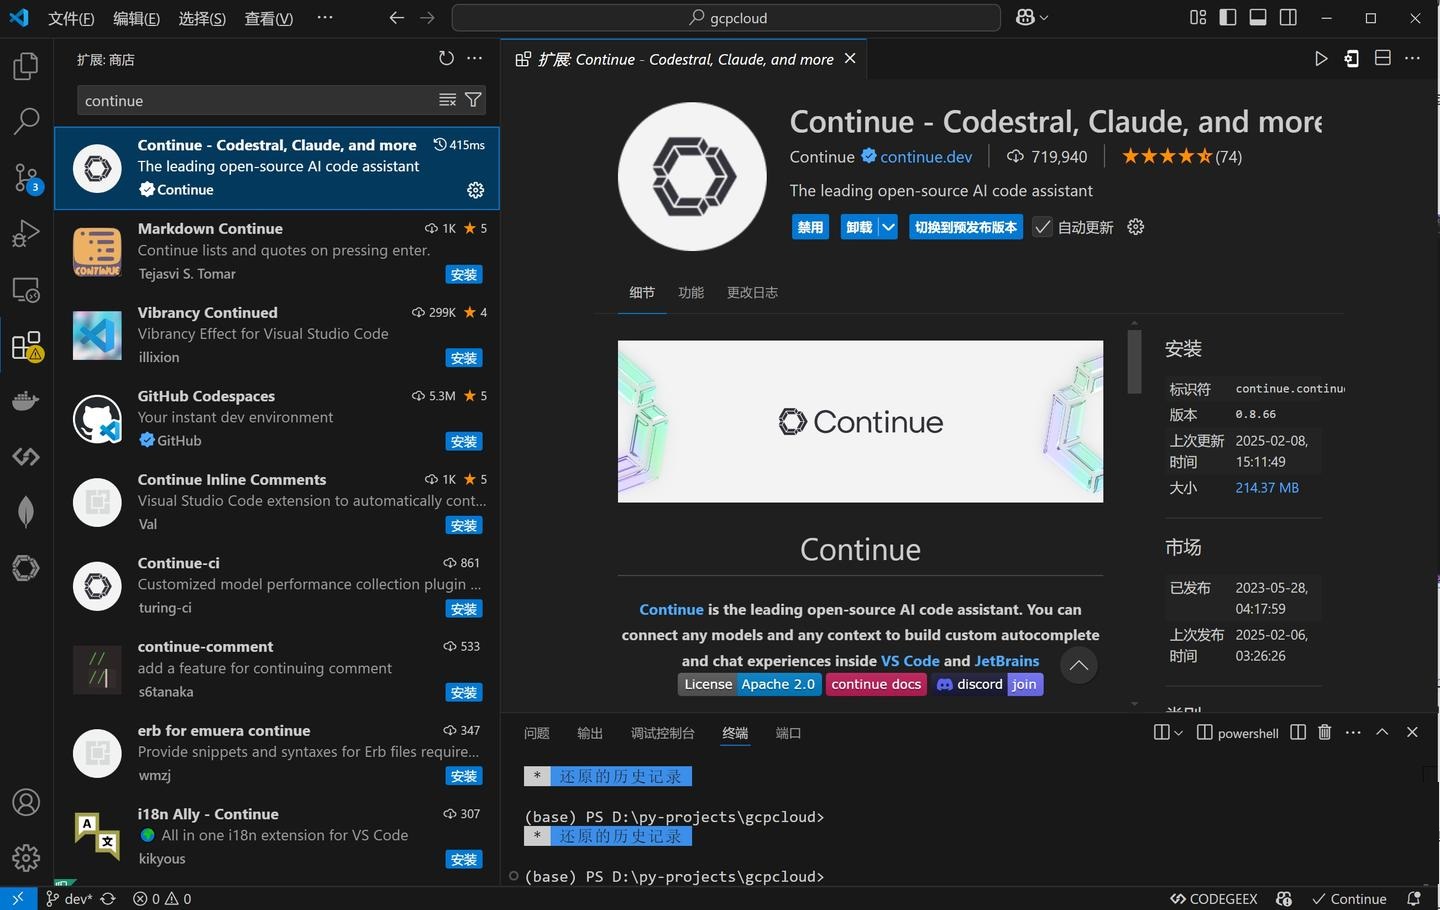 文件(F) 编辑(E) 选择(S) 查看(V) ···
gcpcloud
扩展: 商店
continue
Continue - Codestral, Claude, and more 415ms
The leading open-source AI code assistant
Continue
Markdown Continue 1K 5
Continue lists and quotes on pressing enter.
Tejasvi S. Tomar 安装
Vibrancy Continued 299K 4
Vibrancy Effect for Visual Studio Code
illixion 安装
GitHub Codespaces 5.3M 5
Your instant dev environment
GitHub 安装
Continue Inline Comments 1K 5
Visual Studio Code extension to automatically cont...
Val 安装
Continue-ci 861
Customized model performance collection plugin ...
turing-ci 安装
continue-comment 533
add a feature for continuing comment
s6tanaka 安装
erb for emuera continue 347
Provide snippets and syntaxes for Erb files require...
wmzj 安装
i18n Ally - Continue 307
All in one i18n extension for VS Code
kikyous 安装
3
CONTINUE
A 文
扩展: Continue - Codestral, Claude, and more
Continue - Codestral, Claude, and more
Continue continue.dev 719,940 (74)
The leading open-source AI code assistant
禁用 卸载 切换到预发布版本 自动更新
细节 功能 更改日志
Continue
Continue
Continue is the leading open-source AI code assistant. You can
connect any models and any context to build custom autocomplete
and chat experiences inside VS Code and JetBrains
License Apache 2.0 continue docs discord join
安装
标识符 continue.continue
版本 0.8.66
上次更新时间 2025-02-08, 15:11:49
大小 214.37 MB
市场
已发布 2023-05-28, 04:17:59
上次发布时间 2025-02-06, 03:26:26
问题 输出 调试控制台 终端 端口
powershell
* 还原的历史记录
(base) PS D:\py-projects\gcpcloud>
* 还原的历史记录
(base) PS D:\py-projects\gcpcloud>
dev* 0 0
CODEGEEX Continue